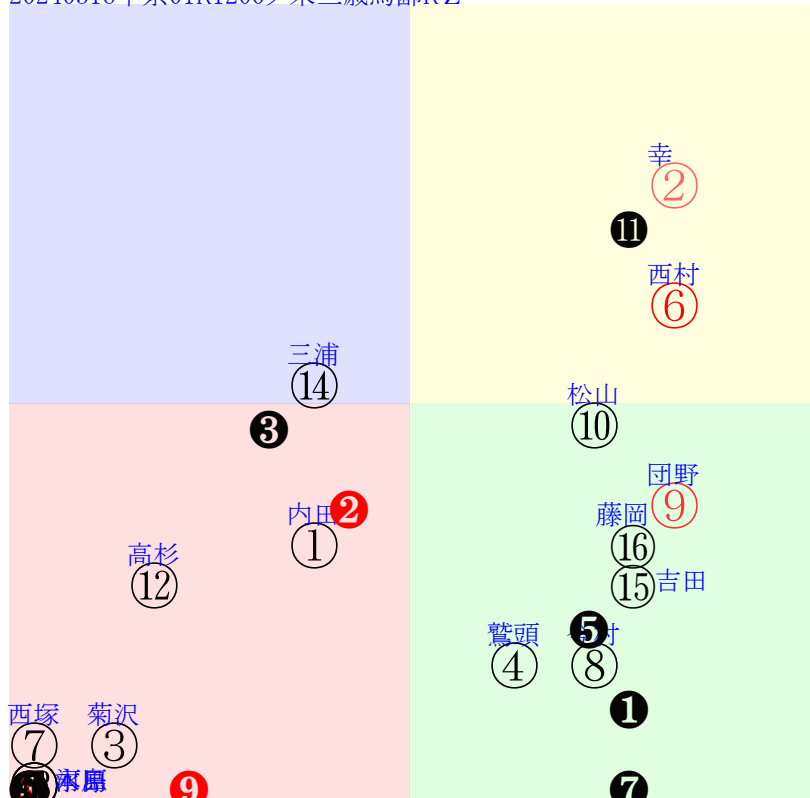 幸
②
⓫
西村
⑥
三浦
⑭
松山
⑩
❸
団野
⑨
内田
❷
藤岡
①
⑯
高杉
⑫
⑮吉田
❺
鷲頭
④
⑧
❶
西塚
菊沢
⑦
③
❾
❼